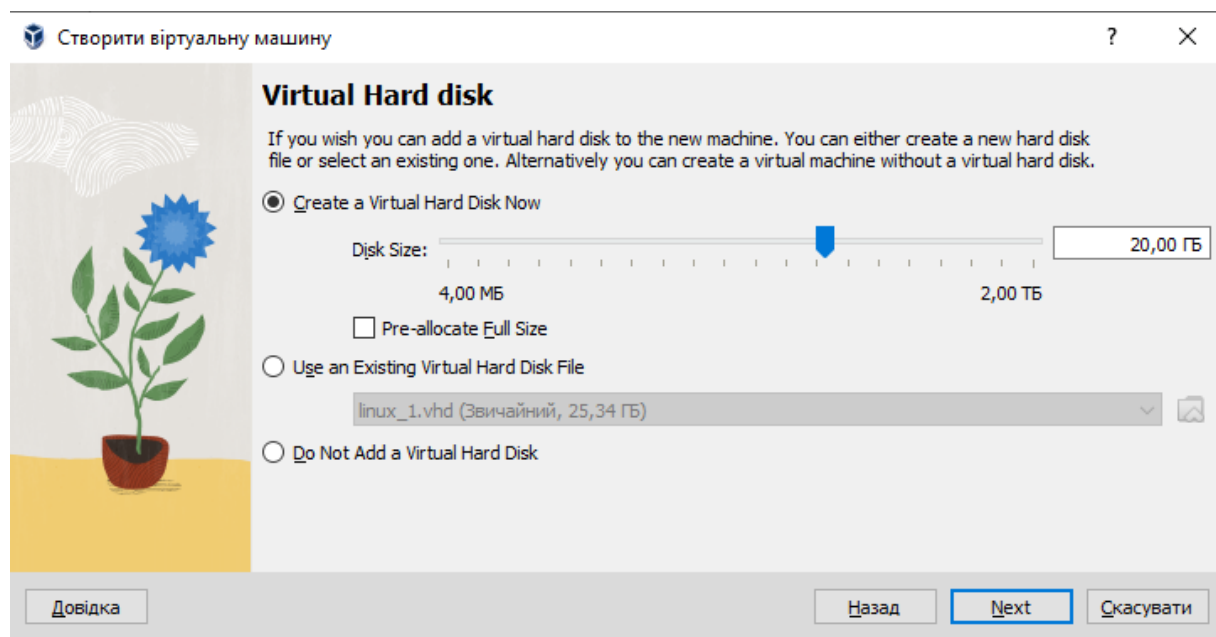 Створити віртуальну машину
?
Virtual Hard disk
If you wish you can add a virtual hard disk to the new machine. You can either create a new hard disk
file or select an existing one. Alternatively you can create a virtual machine without a virtual hard disk.
Create a Virtual Hard Disk Now
Disk Size:
20,00 ГБ
4,00 МБ
2,00 ТБ
Pre-allocate Full Size
Use an Existing Virtual Hard Disk File
linux_1.vhd (Звичайний, 25,34 ГБ)
Do Not Add a Virtual Hard Disk
Довідка
Назад
Next
Скасувати